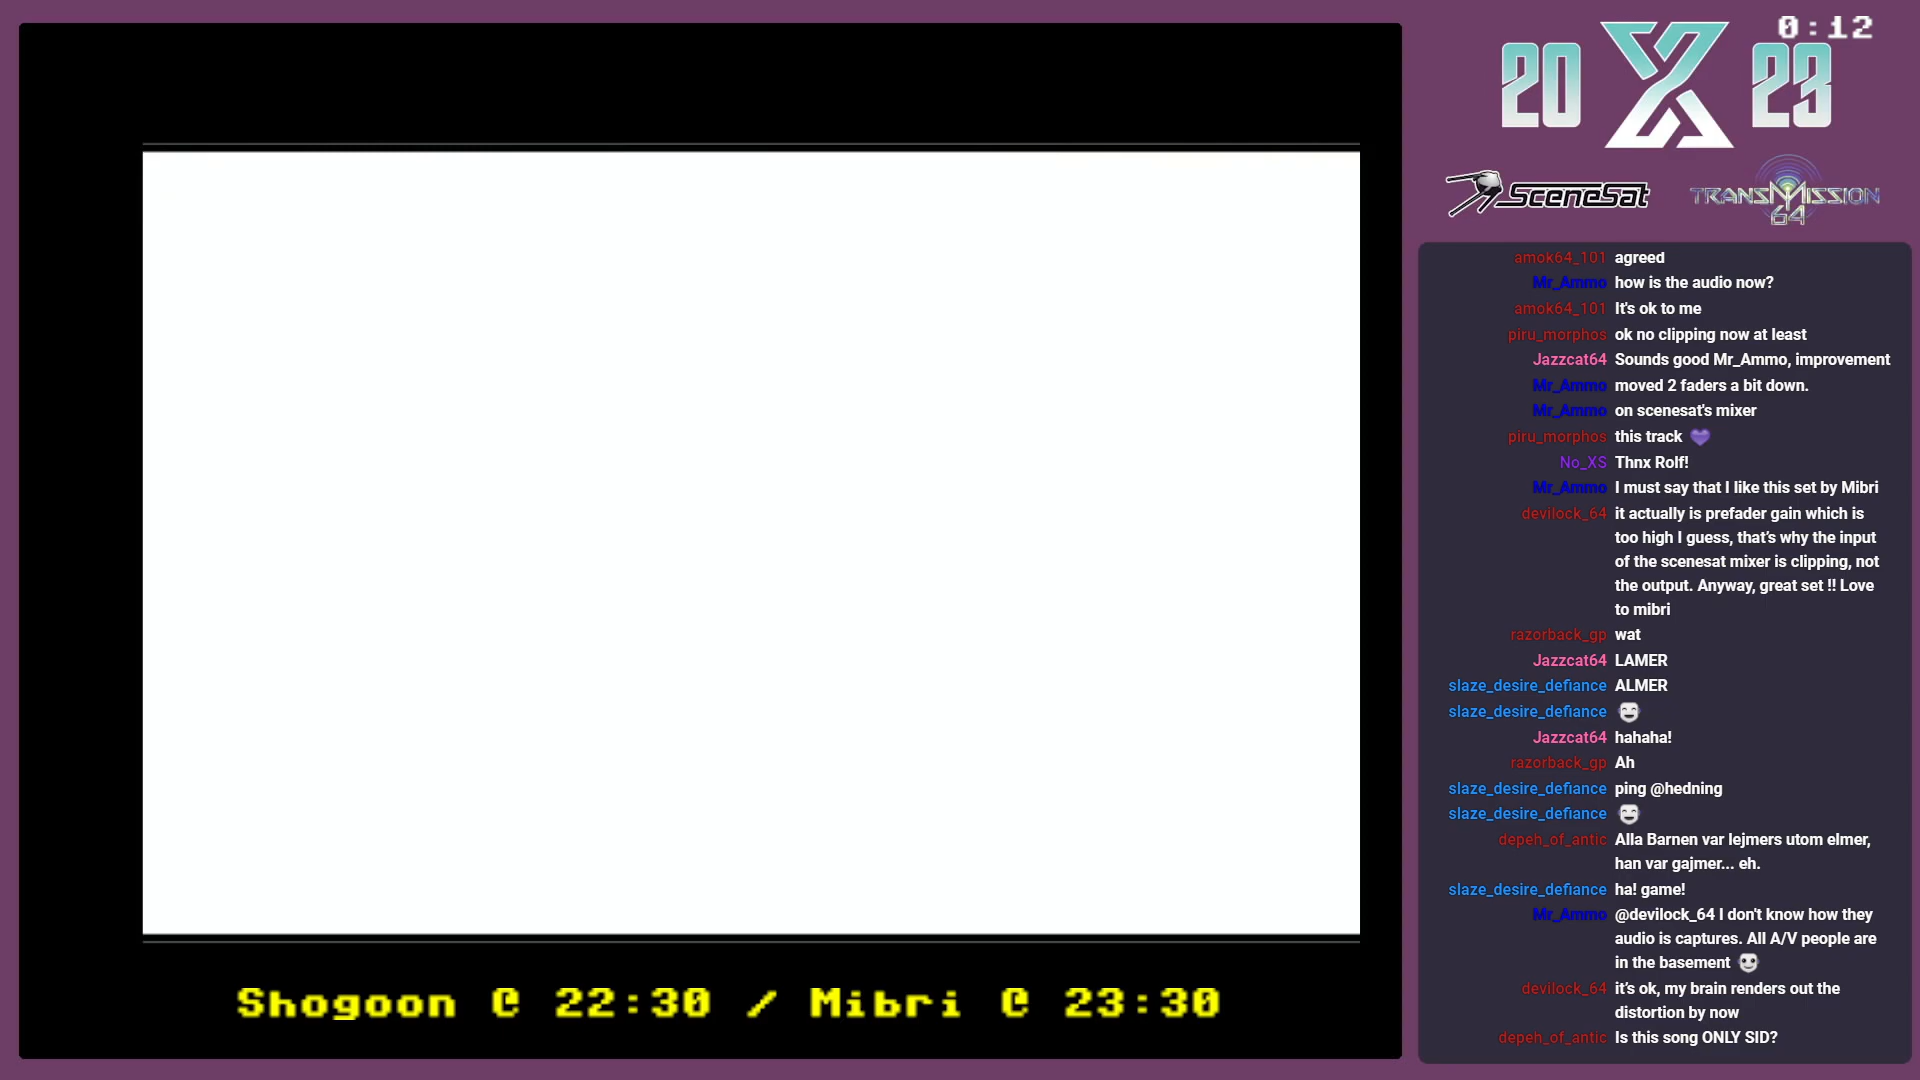 0:12
20 X 23
SceneSat
TRANSMISSION
64
amok64_101 agreed
Mr_Ammo how is the audio now?
amok64_101 It's ok to me
piru_morphos ok no clipping now at least
Jazzcat64 Sounds good Mr_Ammo, improvement
Mr_Ammo moved 2 faders a bit down.
Mr_Ammo on scenesat's mixer
piru_morphos this track 💜
No_XS Thnx Rolf!
Mr_Ammo I must say that I like this set by Mibri
devilock_64 it actually is prefader gain which is
too high I guess, that’s why the input
of the scenesat mixer is clipping, not
the output. Anyway, great set !! Love
to mibri
razorback_gp wat
Jazzcat64 LAMER
slaze_desire_defiance ALMER
slaze_desire_defiance
Jazzcat64 hahaha!
razorback_gp Ah
slaze_desire_defiance ping @hedning
slaze_desire_defiance
depeh_of_antic Alla Barnen var lejmers utom elmer,
han var gajmer... eh.
slaze_desire_defiance ha! game!
Mr_Ammo @devilock_64 I don't know how they
audio is captures. All A/V people are
in the basement
devilock_64 it’s ok, my brain renders out the
distortion by now
depeh_of_antic Is this song ONLY SID?
Shogoon @ 22:30 / Mibri @ 23:30